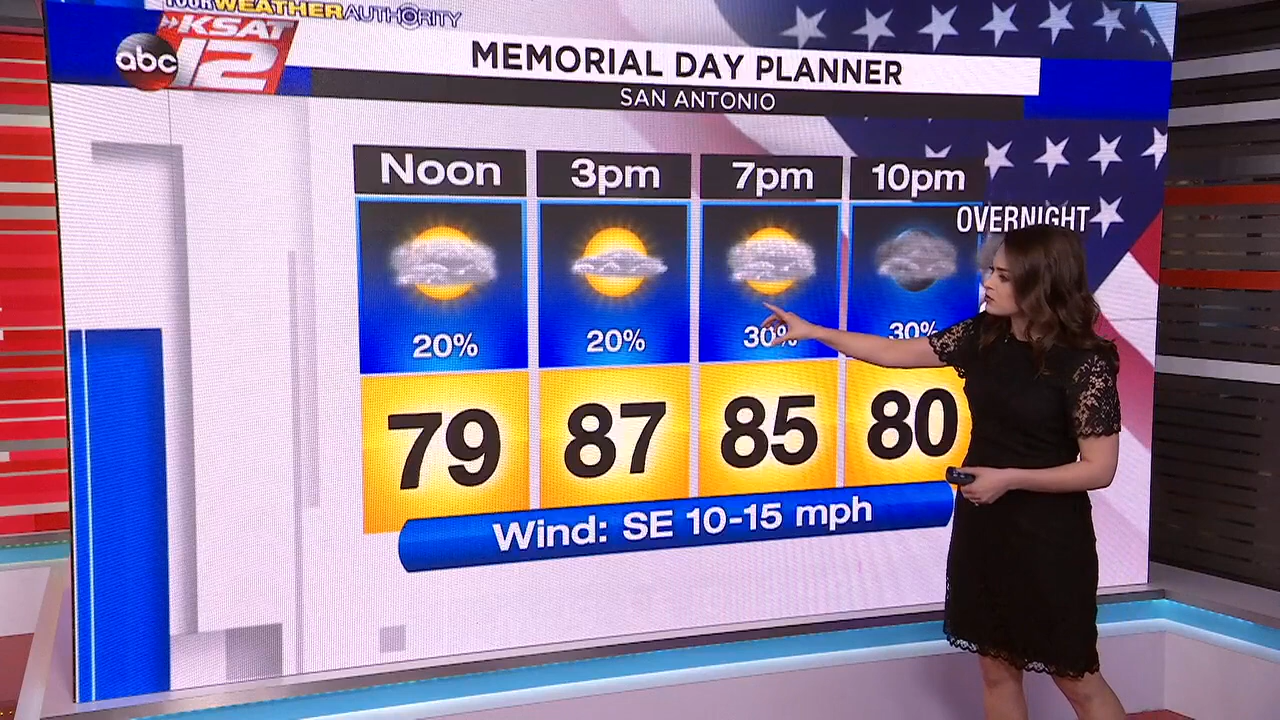 YOUR WEATHER AUTHORITY
abc KSAT 12
MEMORIAL DAY PLANNER
SAN ANTONIO
Noon 3pm 7pm 10pm
OVERNIGHT
20% 20% 30% 30%
79 87 85 80
Wind: SE 10-15 mph